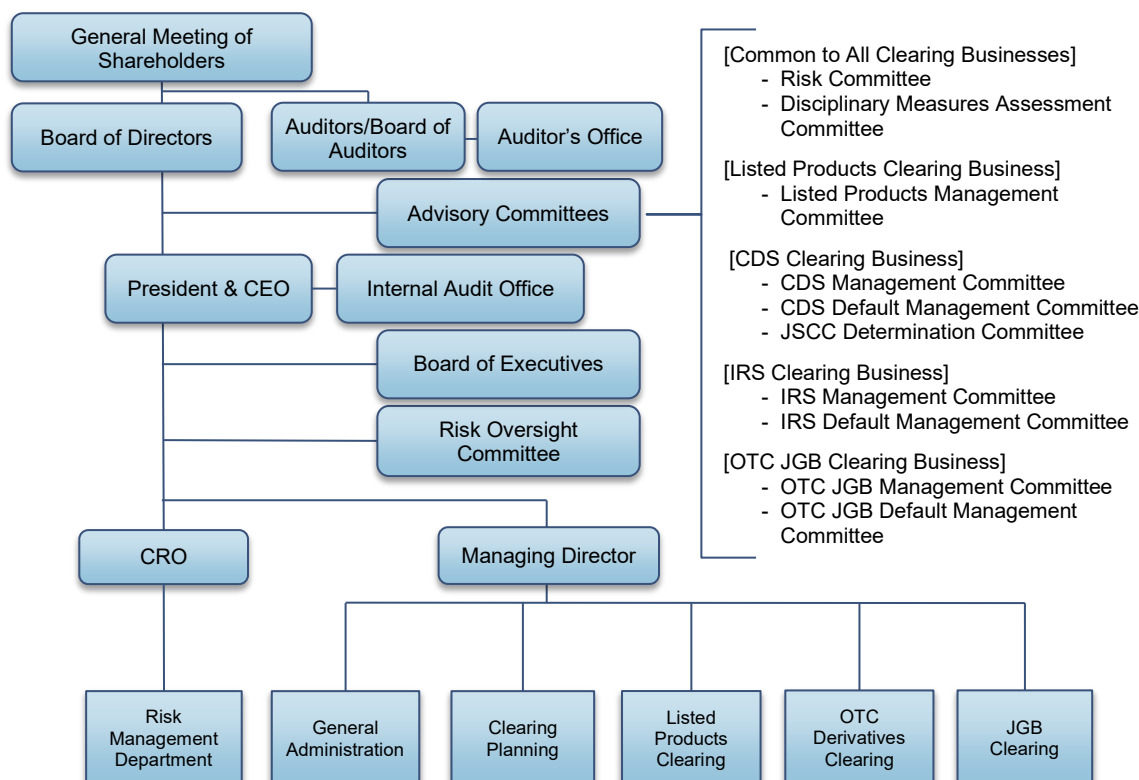 General Meeting of
Shareholders
Board of Directors
Auditors/Board of
Auditors
Auditor's Office
Advisory Committees
President & CEO
Internal Audit Office
Board of Executives
Risk Oversight
Committee
CRO
Managing Director
Risk
Management
Department
General
Administration
Clearing
Planning
Listed
Products
Clearing
OTC
Derivatives
Clearing
JGB
Clearing
[Common to All Clearing Businesses]
- Risk Committee
- Disciplinary Measures Assessment
Committee
[Listed Products Clearing Business]
- Listed Products Management
Committee
[CDS Clearing Business]
- CDS Management Committee
- CDS Default Management Committee
- JSCC Determination Committee
[IRS Clearing Business]
- IRS Management Committee
- IRS Default Management Committee
[OTC JGB Clearing Business]
- OTC JGB Management Committee
- OTC JGB Default Management
Committee